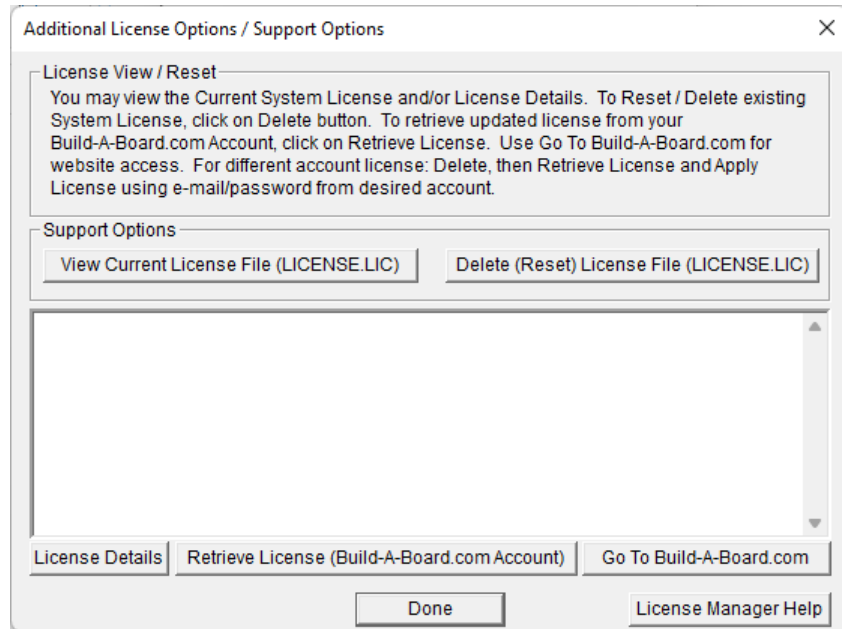 Additional License Options / Support Options
License View / Reset
You may view the Current System License and/or License Details.  To Reset / Delete existing
System License, click on Delete button.  To retrieve updated license from your
Build-A-Board.com Account, click on Retrieve License.  Use Go To Build-A-Board.com for
website access.  For different account license: Delete, then Retrieve License and Apply
License using e-mail/password from desired account.
Support Options
View Current License File (LICENSE.LIC) Delete (Reset) License File (LICENSE.LIC)
License Details Retrieve License (Build-A-Board.com Account) Go To Build-A-Board.com
Done License Manager Help